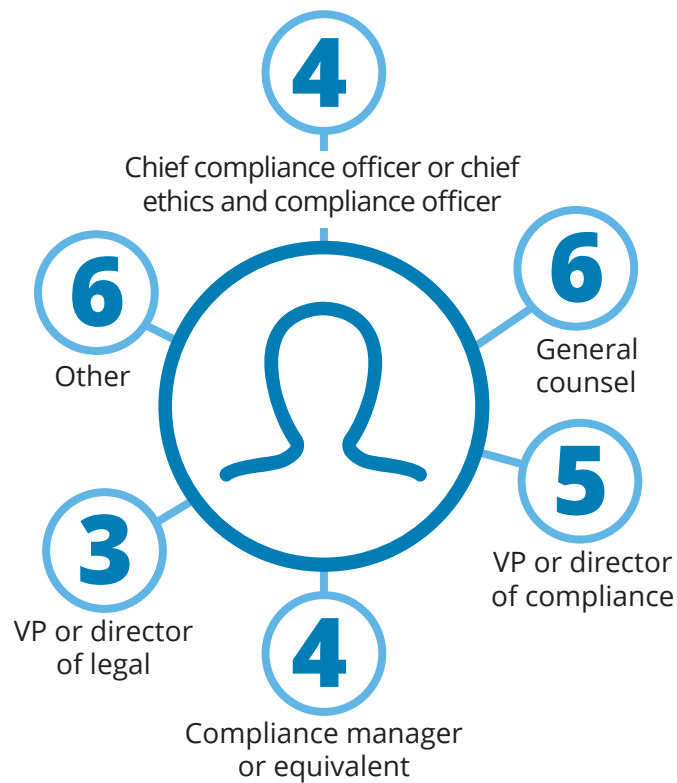 4
Chief compliance officer or chief
ethics and compliance officer
6
General
counsel
5
VP or director
of compliance
4
Compliance manager
or equivalent
3
VP or director
of legal
6
Other